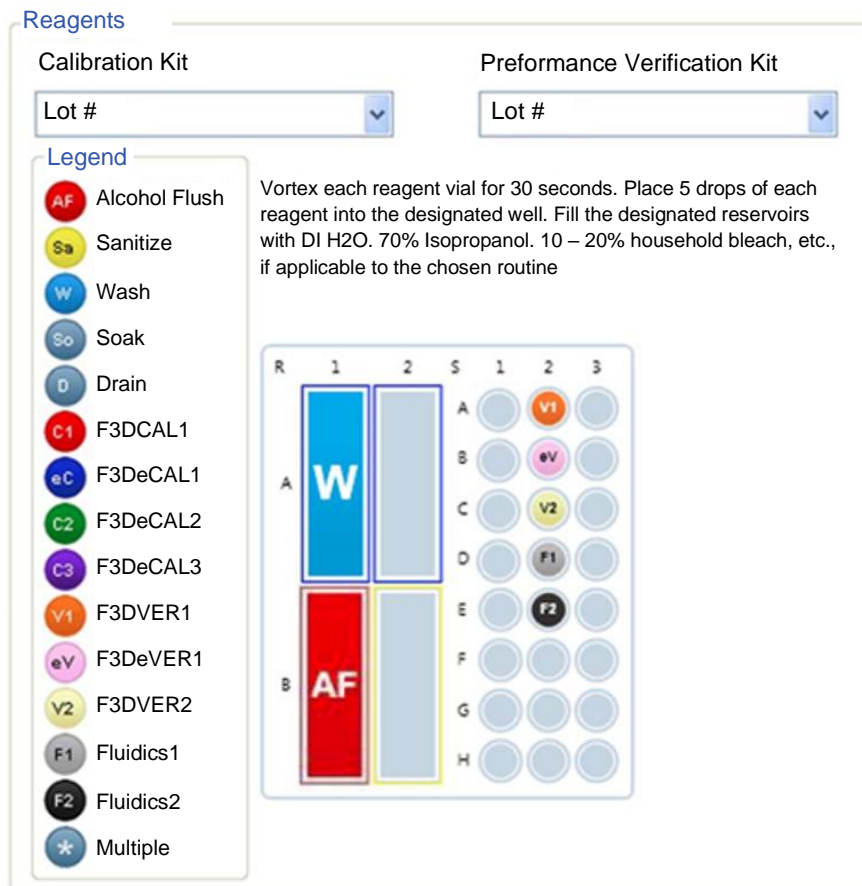 Reagents
Calibration Kit
Preformance Verification Kit
Lot #
Lot #
Legend
AF Alcohol Flush
Sa Sanitize
W Wash
So Soak
D Drain
C1 F3DCAL1
eC F3DeCAL1
C2 F3DeCAL2
C3 F3DeCAL3
V1 F3DVER1
eV F3DeVER1
V2 F3DVER2
F1 Fluidics1
F2 Fluidics2
* Multiple
Vortex each reagent vial for 30 seconds. Place 5 drops of each
reagent into the designated well. Fill the designated reservoirs
with DI H2O. 70% Isopropanol. 10 – 20% household bleach, etc.,
if applicable to the chosen routine
R 1 2 S 1 2 3
A V1
B eV
A W
C V2
D F1
E F2
F
B AF
G
H